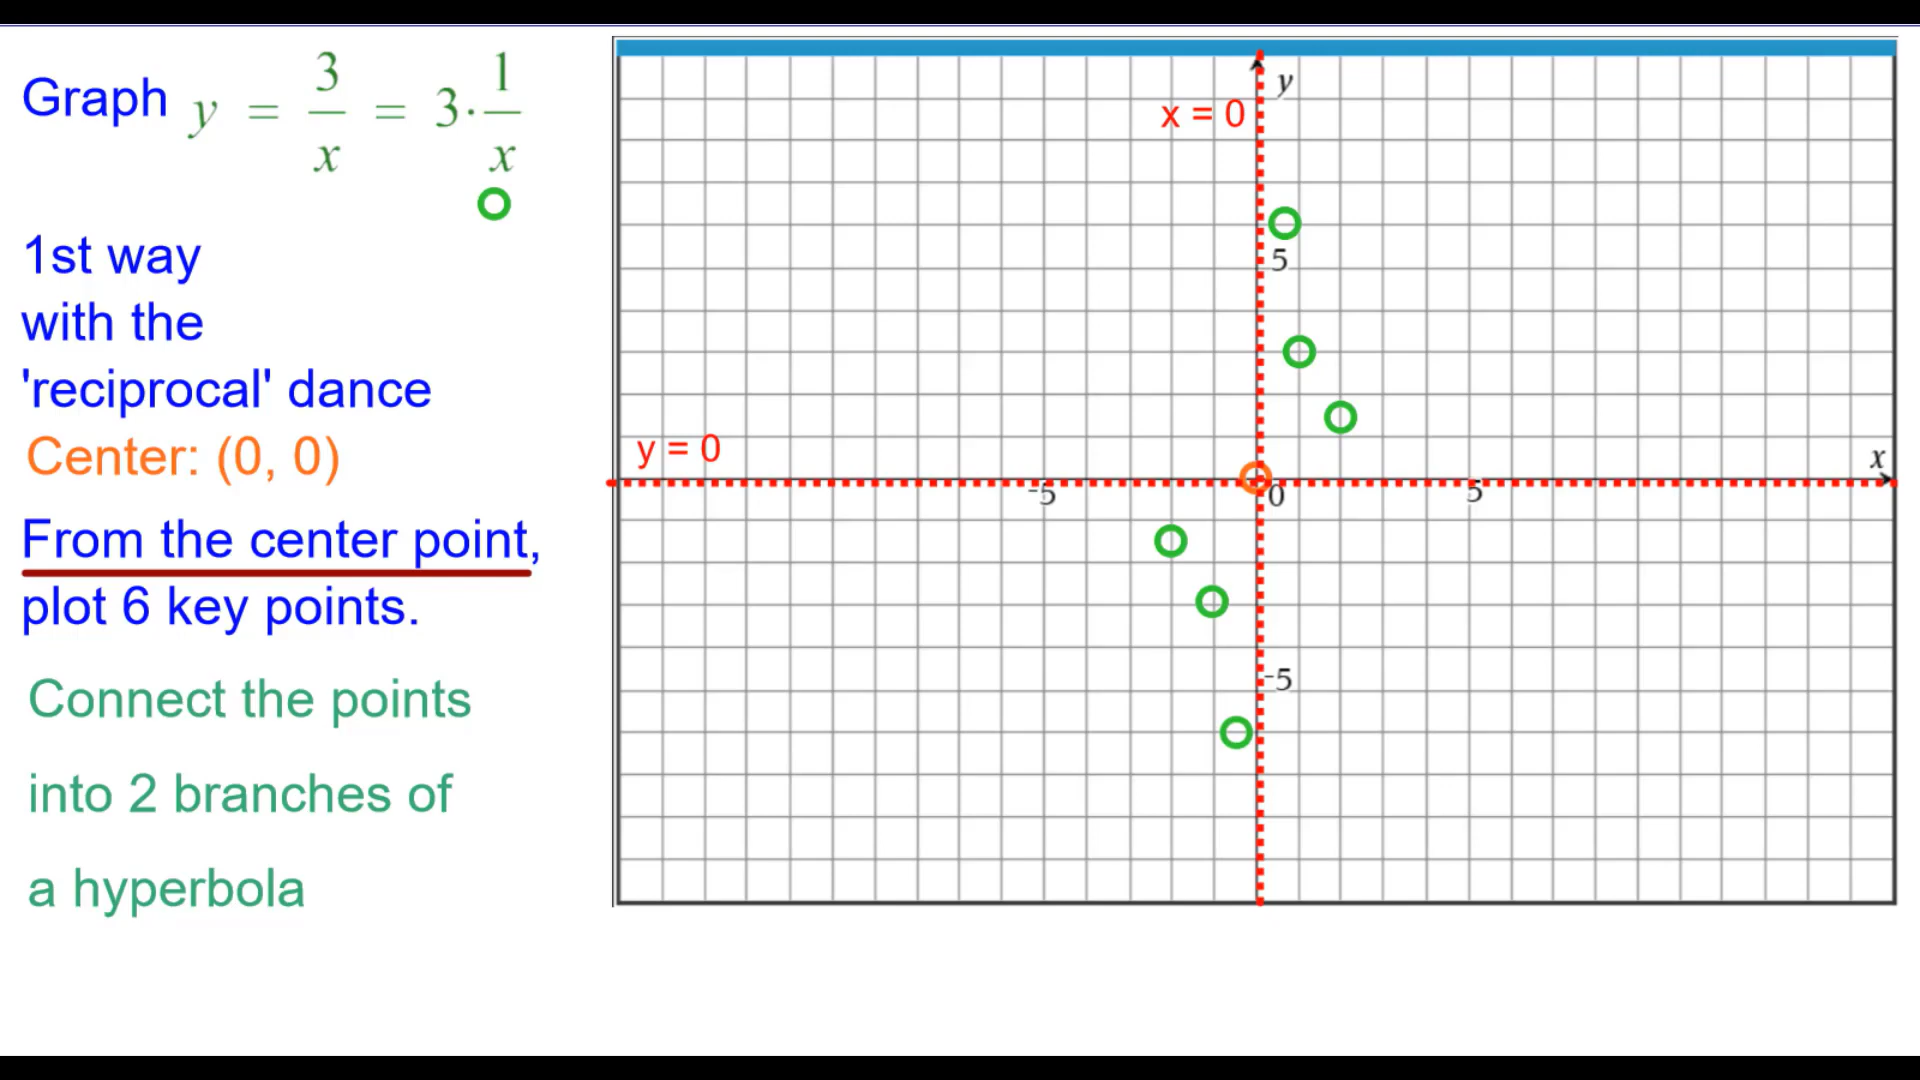 Graph y = 3/x = 3·1/x
1st way
with the
'reciprocal' dance
Center: (0, 0)
From the center point,
plot 6 key points.
Connect the points
into 2 branches of
a hyperbola
y
x = 0
5
y = 0
x
-5
0
5
-5